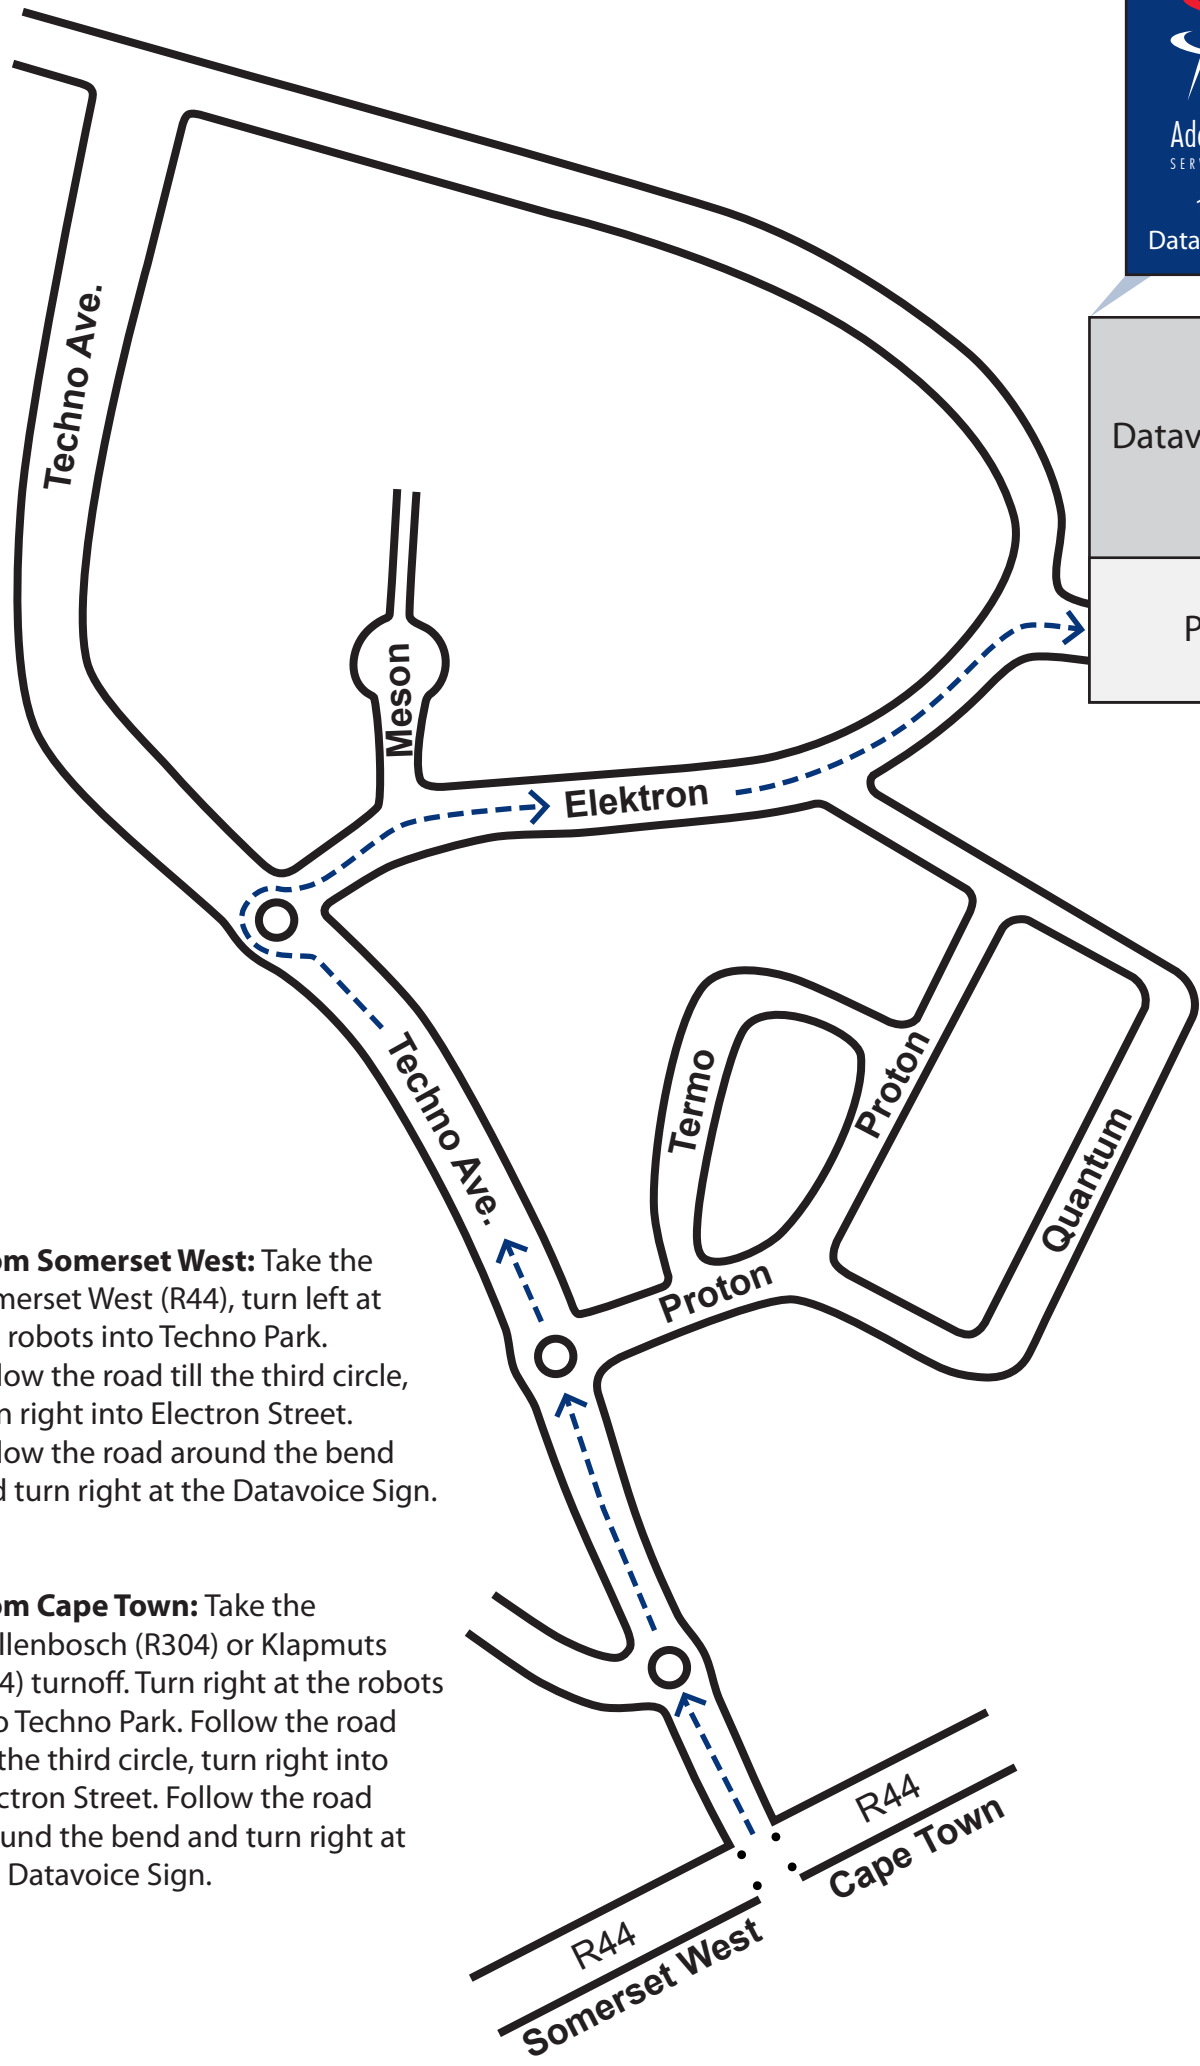 Data
Datav
P
Techno Ave.
Meson
Elektron
Techno Ave.
Termo
Proton
Quantum
Proton
om Somerset West: Take the
merset West (R44), turn left at
robots into Techno Park.
low the road till the third circle,
n right into Electron Street.
low the road around the bend
d turn right at the Datavoice Sign.
om Cape Town: Take the
llenbosch (R304) or Klapmuts
4) turnoff. Turn right at the robots
o Techno Park. Follow the road
the third circle, turn right into
ctron Street. Follow the road
und the bend and turn right at
Datavoice Sign.
R44
Cape Town
R44
Somerset West